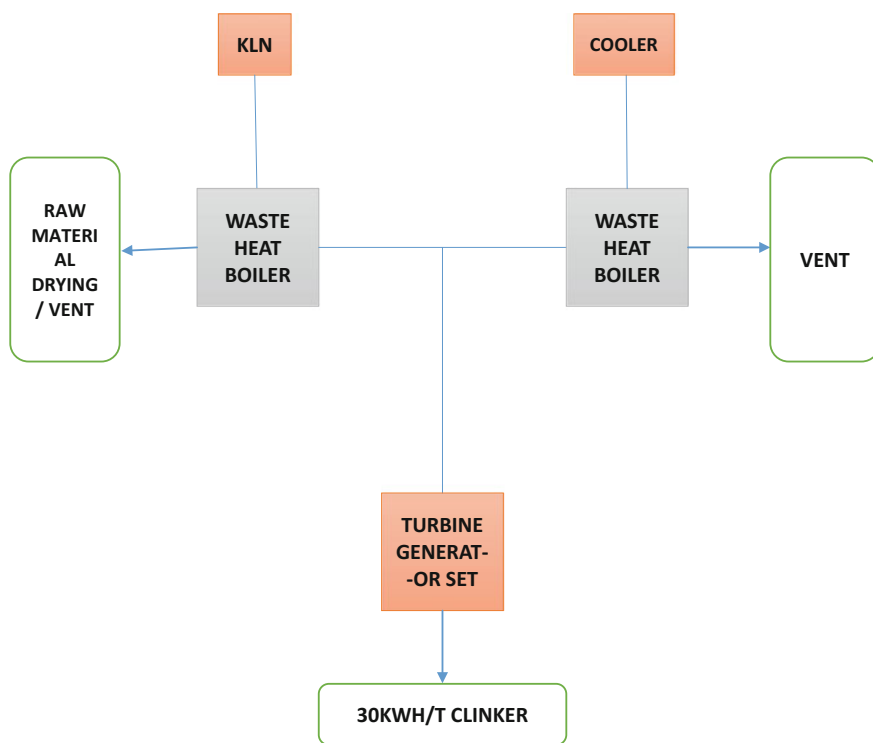 KLN
COOLER
RAW
MATERI
AL
DRYING
/ VENT
WASTE
HEAT
BOILER
WASTE
HEAT
BOILER
VENT
TURBINE
GENERAT-
-OR SET
30KWH/T CLINKER